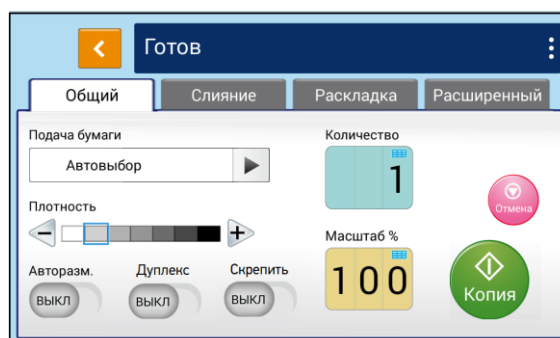 Готов
Общий Слияние Раскладка Расширенный
Подача бумаги
Автовыбор
Количество
1
Отмена
Плотность
Масштаб %
100
Авторазм. Дуплекс Скрепить
ВЫКЛ ВЫКЛ ВЫКЛ
Копия